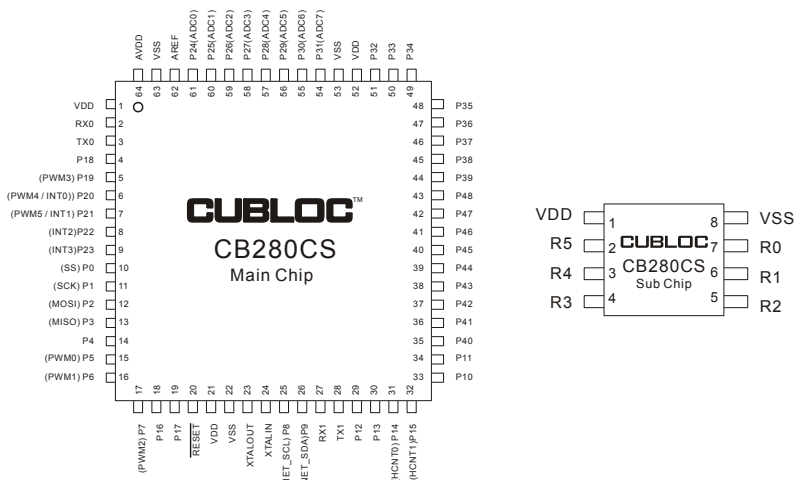 AVDD
VSS
AREF
P24(ADC0)
P25(ADC1)
P26(ADC2)
P27(ADC3)
P28(ADC4)
P29(ADC5)
P30(ADC6)
P31(ADC7)
VSS
VDD
P32
P33
P34
64
63
62
61
60
59
58
57
56
55
54
53
52
51
50
49
VDD 1
RX0 2
TX0 3
P18 4
(PWM3) P19 5
(PWM4 / INT0)) P20 6
(PWM5 / INT1) P21 7
(INT2)P22 8
(INT3)P23 9
(SS) P0 10
(SCK) P1 11
(MOSI) P2 12
(MISO) P3 13
P4 14
(PWM0) P5 15
(PWM1) P6 16
CUBLOC™
CB280CS
Main Chip
48 P35
47 P36
46 P37
45 P38
44 P39
43 P48
42 P47
41 P46
40 P45
39 P44
38 P43
37 P42
36 P41
35 P40
34 P11
33 P10
17
18
19
20
21
22
23
24
25
26
27
28
29
30
31
32
(PWM2) P7
P16
P17
RESET
VDD
VSS
XTALOUT
XTALIN
NET_SCL) P8
NET_SDA)P9
RX1
TX1
P12
P13
(HCNT0) P14
(HCNT1)P15
VDD 1
R5 2
R4 3
R3 4
CUBLOC
CB280CS
Sub Chip
8 VSS
7 R0
6 R1
5 R2